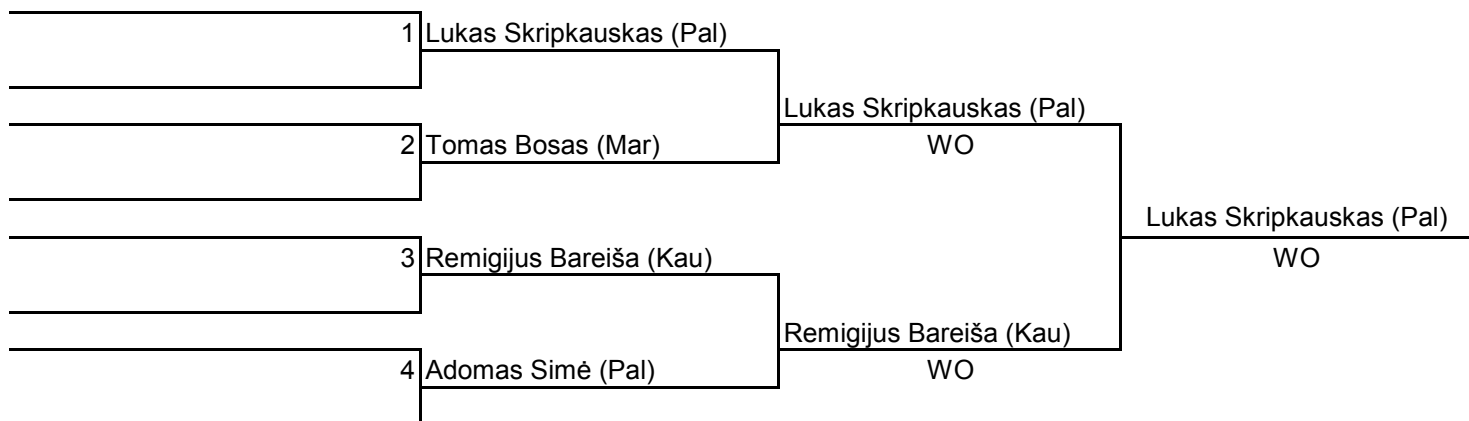 1 Lukas Skripkauskas (Pal)
Lukas Skripkauskas (Pal)
2 Tomas Bosas (Mar)
WO
Lukas Skripkauskas (Pal)
3 Remigijus Bareiša (Kau)
WO
Remigijus Bareiša (Kau)
4 Adomas Simė (Pal)
WO